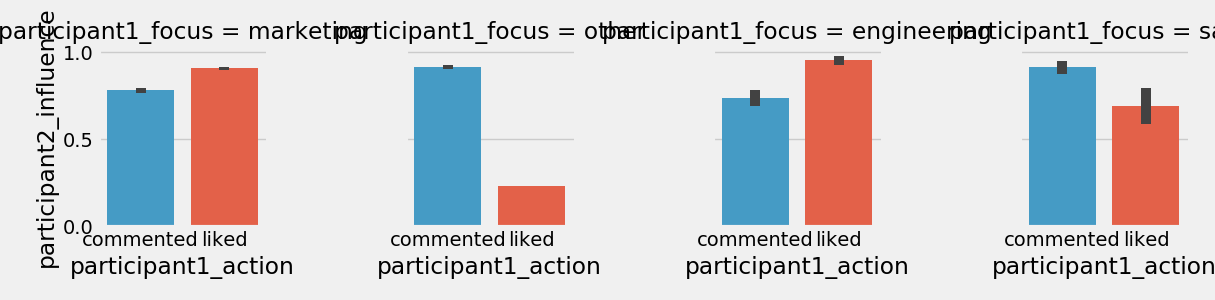 participant1_focus = marketing
participant1_focus = other
participant1_focus = engineering
participant1_focus =
participant2_influence
1.0
0.5
0.0
commented liked
commented liked
commented liked
commented liked
participant1_action
participant1_action
participant1_action
participant1_action